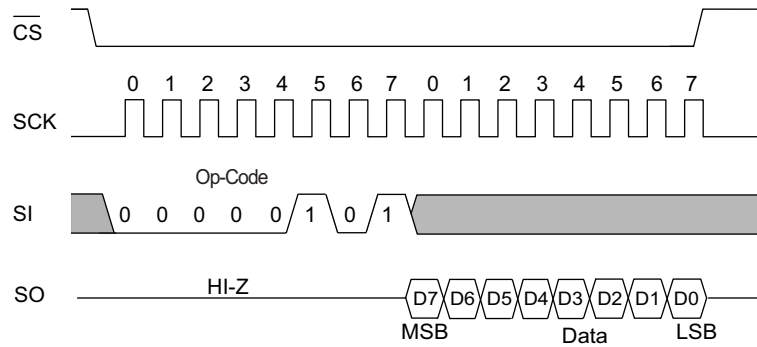 CS
0 1 2 3 4 5 6 7 0 1 2 3 4 5 6 7
SCK
Op-Code
SI 0 0 0 0 0 1 0 1
HI-Z
SO D7 D6 D5 D4 D3 D2 D1 D0
MSB Data LSB